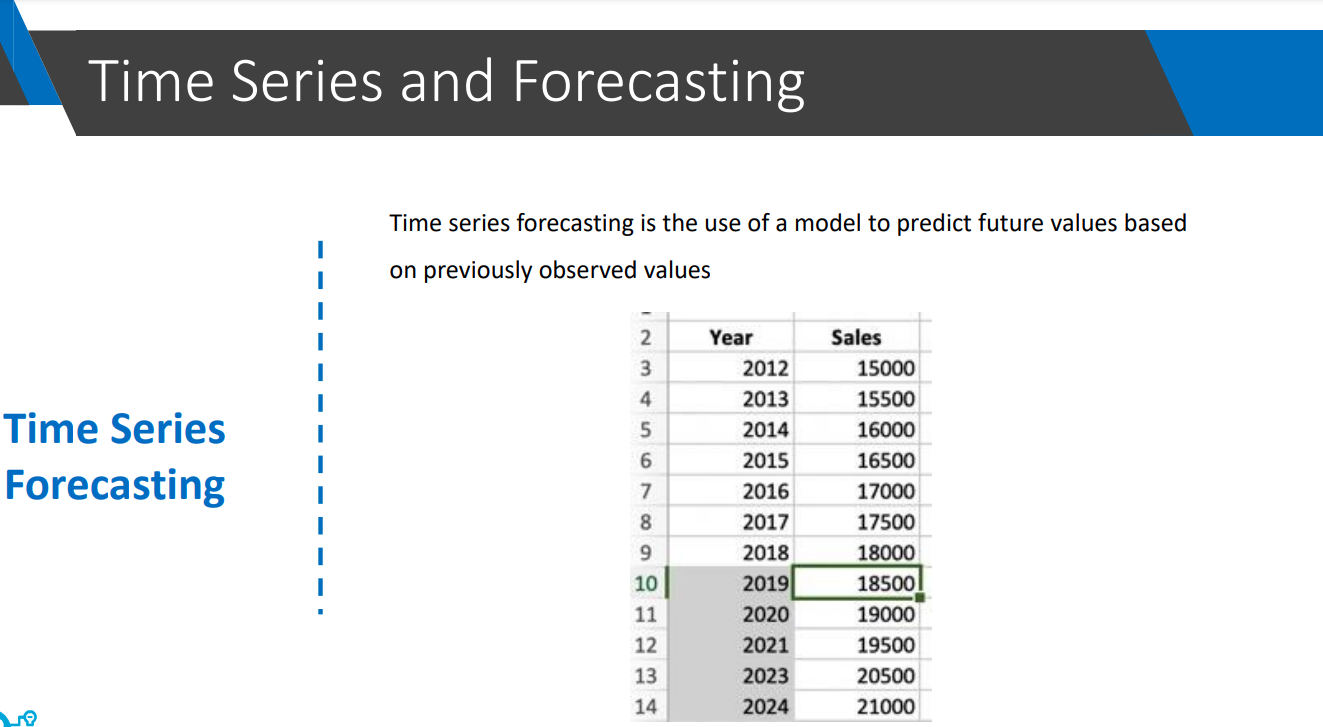 Time Series and Forecasting
Time series forecasting is the use of a model to predict future values based
on previously observed values
Time Series
Forecasting
2 Year Sales
3 2012 15000
4 2013 15500
5 2014 16000
6 2015 16500
7 2016 17000
8 2017 17500
9 2018 18000
10 2019 18500
11 2020 19000
12 2021 19500
13 2023 20500
14 2024 21000